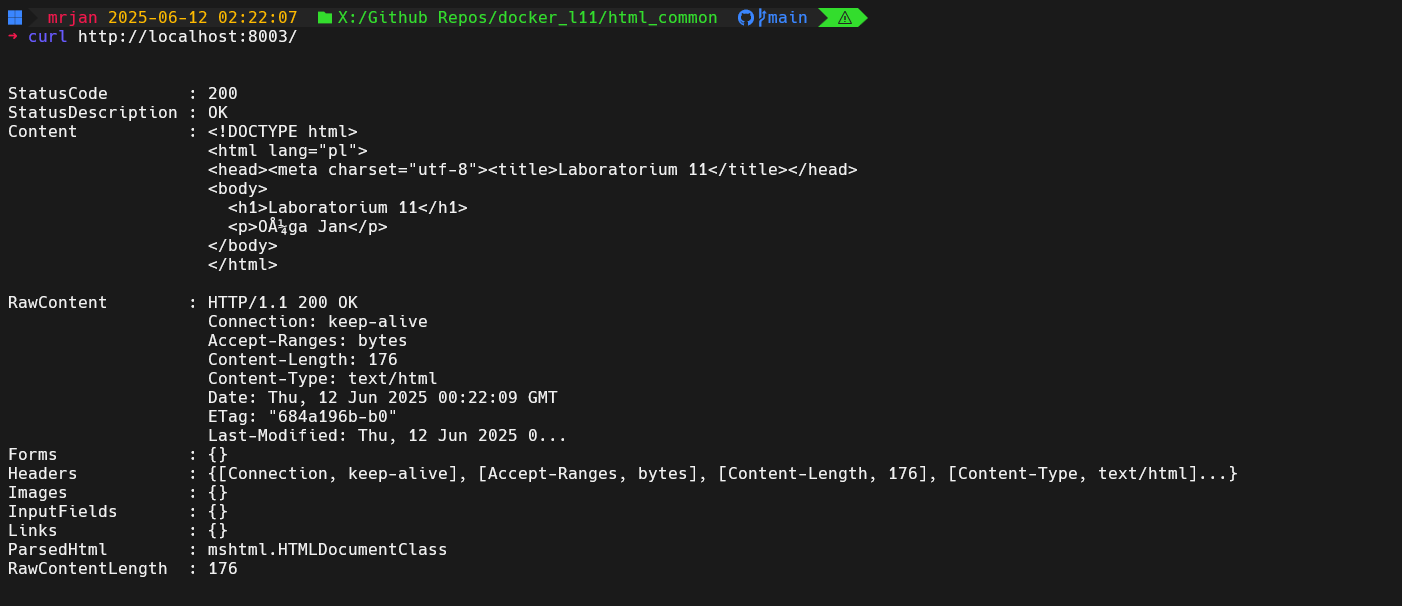 mrjan 2025-06-12 02:22:07 X:/Github Repos/docker_l11/html_common main
→ curl http://localhost:8003/
StatusCode        : 200
StatusDescription : OK
Content           : <!DOCTYPE html>
                    <html lang="pl">
                    <head><meta charset="utf-8"><title>Laboratorium 11</title></head>
                    <body>
                      <h1>Laboratorium 11</h1>
                      <p>OÅ¼ga Jan</p>
                    </body>
                    </html>
RawContent        : HTTP/1.1 200 OK
                    Connection: keep-alive
                    Accept-Ranges: bytes
                    Content-Length: 176
                    Content-Type: text/html
                    Date: Thu, 12 Jun 2025 00:22:09 GMT
                    ETag: "684a196b-b0"
                    Last-Modified: Thu, 12 Jun 2025 0...
Forms             : {}
Headers           : {[Connection, keep-alive], [Accept-Ranges, bytes], [Content-Length, 176], [Content-Type, text/html]...}
Images            : {}
InputFields       : {}
Links             : {}
ParsedHtml        : mshtml.HTMLDocumentClass
RawContentLength  : 176